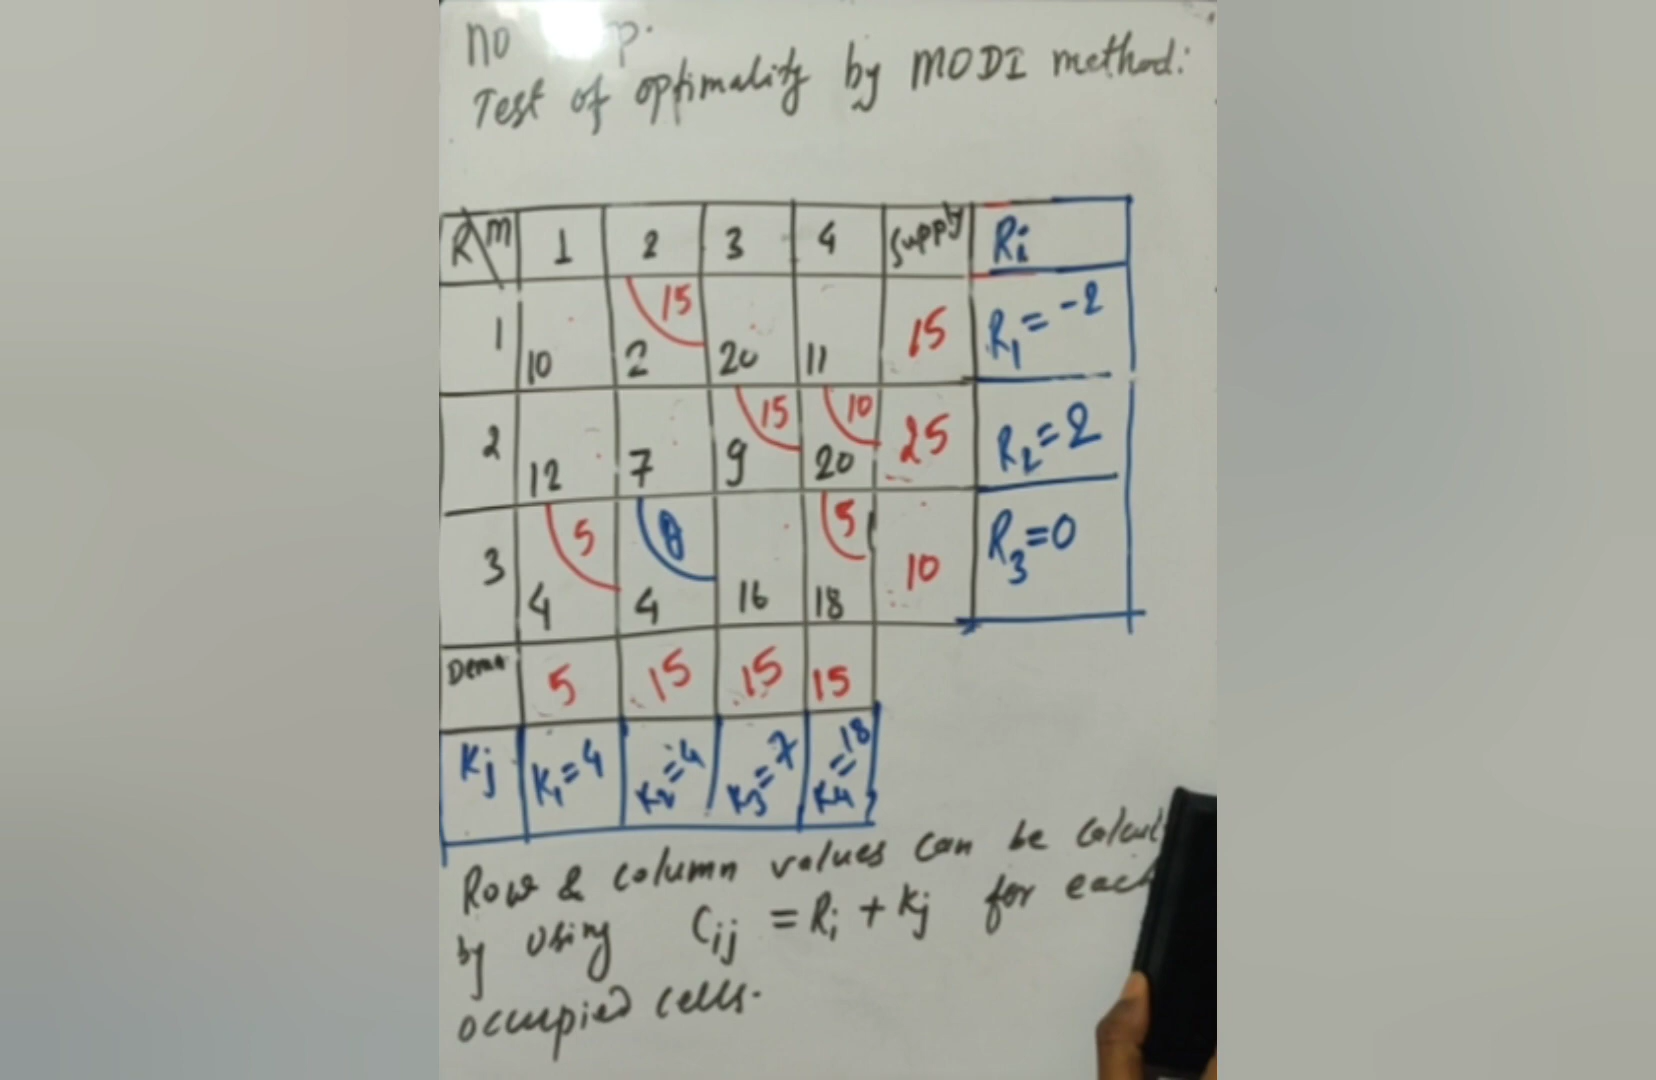 no p.
Test of optimality by MODI method:
R m 1 2 3 4 Supply Ri
1 10 2 15 20 11 15 R1 = -2
2 12 7 9 15 20 10 25 R2 = 2
3 4 5 4 θ 16 18 5 10 R3 = 0
Dema 5 15 15 15
Kj K1 = 4 K2 = 4 K3 = 7 K4 = 18
Row & column values can be calcul
by using Cij = Ri + Kj for each
occupied cells.